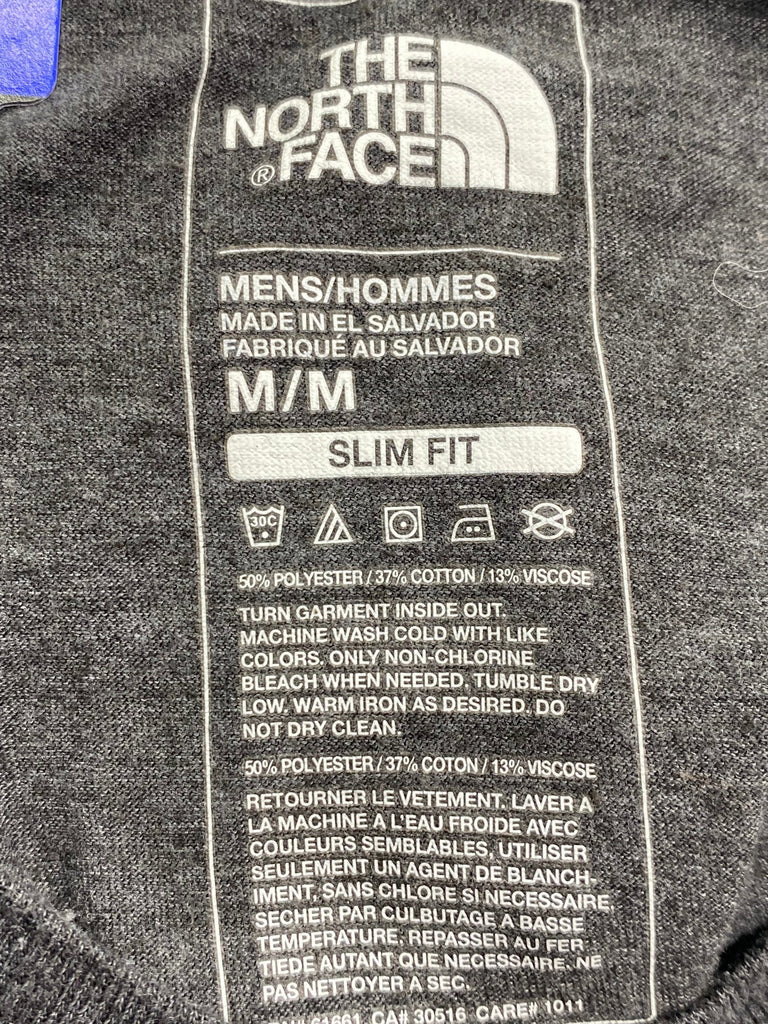 THE
NORTH
® FACE
MENS/HOMMES
MADE IN EL SALVADOR
FABRIQUÉ AU SALVADOR
M/M
SLIM FIT
30C
50% POLYESTER / 37% COTTON / 13% VISCOSE
TURN GARMENT INSIDE OUT.
MACHINE WASH COLD WITH LIKE
COLORS. ONLY NON-CHLORINE
BLEACH WHEN NEEDED. TUMBLE DRY
LOW. WARM IRON AS DESIRED. DO
NOT DRY CLEAN.
50% POLYESTER / 37% COTON / 13% VISCOSE
RETOURNER LE VETEMENT. LAVER A
LA MACHINE A L'EAU FROIDE AVEC
COULEURS SEMBLABLES, UTILISER
SEULEMENT UN AGENT DE BLANCH-
IMENT, SANS CHLORE SI NECESSAIRE.
SECHER PAR CULBUTAGE A BASSE
TEMPERATURE. REPASSER AU FER
TIEDE AUTANT QUE NECESSAIRE. NE
PAS NETTOYER A SEC.
61661 CA# 30516 CARE# 1011